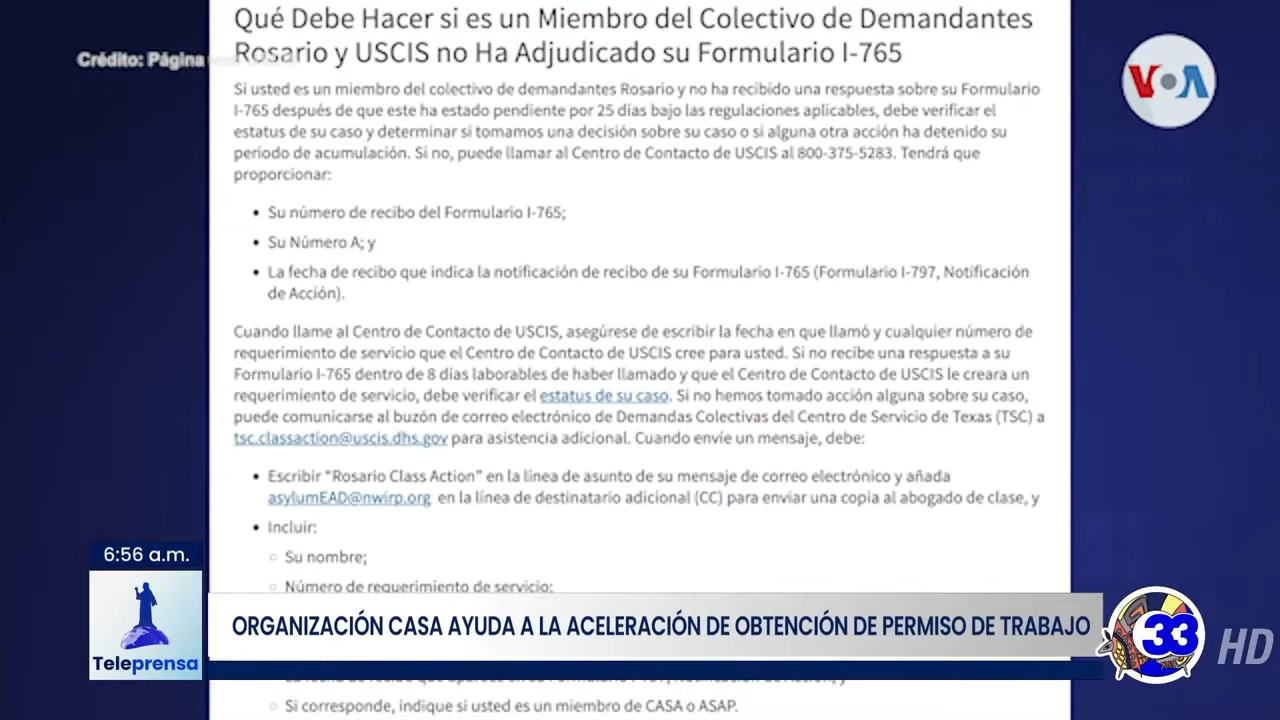 Qué Debe Hacer si es un Miembro del Colectivo de Demandantes
Rosario y USCIS no Ha Adjudicado su Formulario I-765
Crédito: Página
VOA
Si usted es un miembro del colectivo de demandantes Rosario y no ha recibido una respuesta sobre su Formulario
I-765 después de que este ha estado pendiente por 25 días bajo las regulaciones aplicables, debe verificar el
estatus de su caso y determinar si tomamos una decisión sobre su caso o si alguna otra acción ha detenido su
periodo de acumulación. Si no, puede llamar al Centro de Contacto de USCIS al 800-375-5283. Tendrá que
proporcionar:
• Su número de recibo del Formulario I-765;
• Su Número A; y
• La fecha de recibo que indica la notificación de recibo de su Formulario I-765 (Formulario I-797, Notificación
de Acción).
Cuando llame al Centro de Contacto de USCIS, asegúrese de escribir la fecha en que llamó y cualquier número de
requerimiento de servicio que el Centro de Contacto de USCIS cree para usted. Si no recibe una respuesta a su
Formulario I-765 dentro de 8 días laborables de haber llamado y que el Centro de Contacto de USCIS le creara un
requerimiento de servicio, debe verificar el estatus de su caso. Si no hemos tomado acción alguna sobre su caso,
puede comunicarse al buzón de correo electrónico de Demandas Colectivas del Centro de Servicio de Texas (TSC) a
tsc.classaction@uscis.dhs.gov para asistencia adicional. Cuando envíe un mensaje, debe:
• Escribir “Rosario Class Action” en la línea de asunto de su mensaje de correo electrónico y añada
asylumEAD@nwirp.org en la línea de destinatario adicional (CC) para enviar una copia al abogado de clase, y
• Incluir:
○ Su nombre;
○ Número de requerimiento de servicio;
6:56 a.m.
Teleprensa
ORGANIZACIÓN CASA AYUDA A LA ACELERACIÓN DE OBTENCIÓN DE PERMISO DE TRABAJO
33
HD
○ Si corresponde, indique si usted es un miembro de CASA o ASAP.